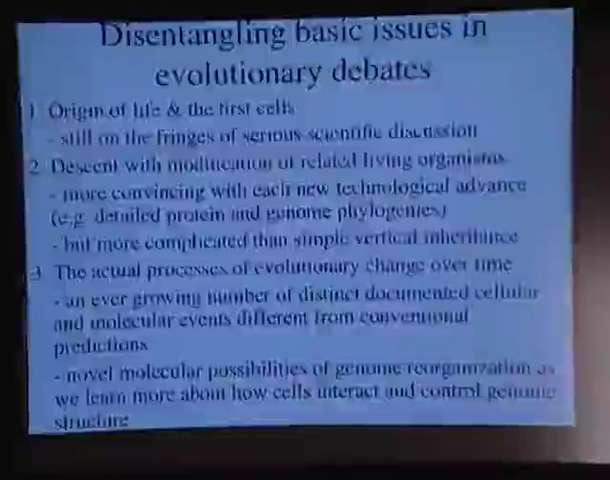 Disentangling basic issues in
evolutionary debates
1. Origin of life & the first cells
- still on the fringes of serious scientific discussion
2. Descent with modification of related living organisms
- more convincing with each new technological advance
(e.g. detailed protein and genome phylogenies)
- but more complicated than simple vertical inheritance
3. The actual processes of evolutionary change over time
- an ever growing number of distinct documented cellular
and molecular events different from conventional
predictions
- novel molecular possibilities of genome reorganization as
we learn more about how cells interact and control genome
structure